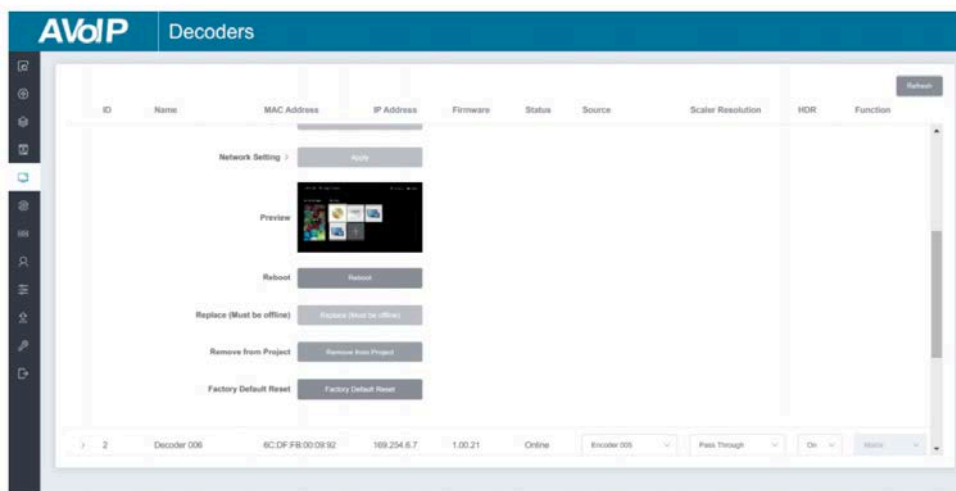 AVoIP Decoders
Refresh
ID Name MAC Address IP Address Firmware Status Source Scaler Resolution HDR Function
Network Setting > Apply
Preview
Reboot Reboot
Replace (Must be offline) Replace (Must be offline)
Remove from Project Remove from Project
Factory Default Reset Factory Default Reset
> 2 Decoder 006 6C:DF:FB:00:09:92 169.254.6.7 1.00.21 Online Encoder 005 Pass Through On Matrix